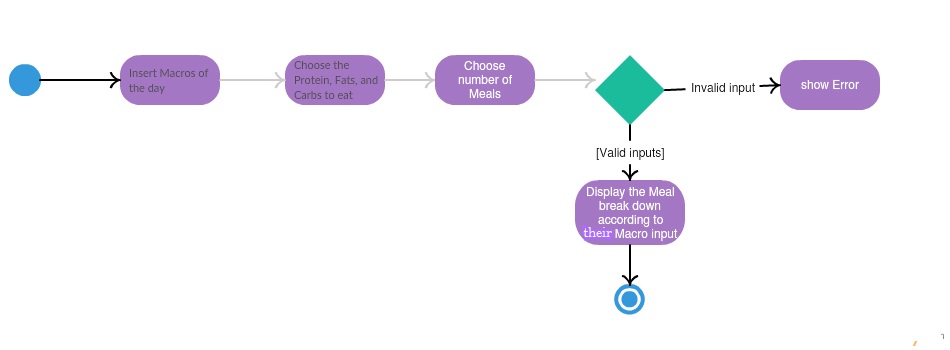 Insert Macros of
the day
Choose the
Protein, Fats, and
Carbs to eat
Choose
number of
Meals
Invalid input
show Error
[Valid inputs]
Display the Meal
break down
according to
their Macro input